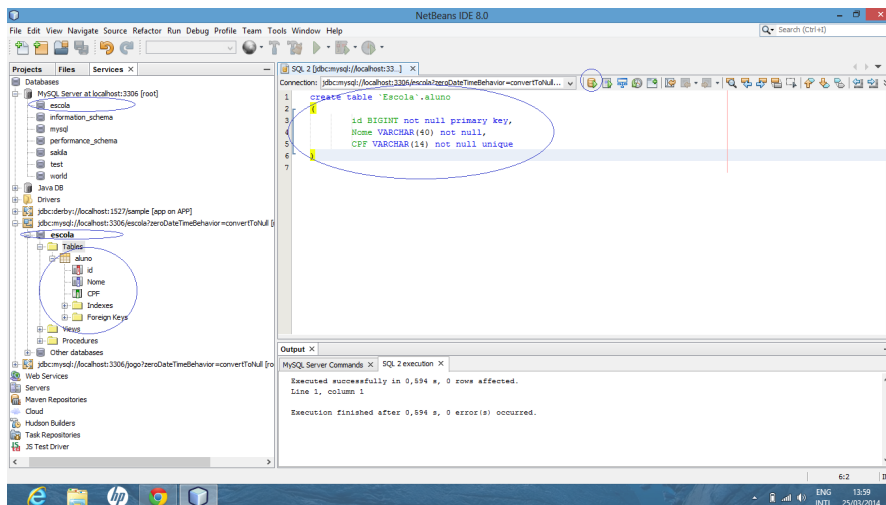 NetBeans IDE 8.0
File Edit View Navigate Source Refactor Run Debug Profile Team Tools Window Help
Search (Ctrl+I)
Projects Files Services
SQL 2 [jdbc:mysql://localhost:33...]
Connection: jdbc:mysql://localhost:3306/escola?zeroDateTimeBehavior=convertToNull...
Databases
MySQL Server at localhost:3306 [root]
escola
information_schema
mysql
performance_schema
sakila
test
world
Java DB
Drivers
jdbc:derby://localhost:1527/sample [app on APP]
jdbc:mysql://localhost:3306/escola?zeroDateTimeBehavior=convertToNull [r
escola
Tables
aluno
id
Nome
CPF
Indexes
Foreign Keys
Views
Procedures
Other databases
jdbc:mysql://localhost:3306/jogo?zeroDateTimeBehavior=convertToNull [ro
Web Services
Servers
Maven Repositories
Cloud
Hudson Builders
Task Repositories
JS Test Driver
1 create table `Escola`.aluno
2 (
3 id BIGINT not null primary key,
4 Nome VARCHAR(40) not null,
5 CPF VARCHAR(14) not null unique
6 )
7
Output
MySQL Server Commands SQL 2 execution
Executed successfully in 0,594 s, 0 rows affected.
Line 1, column 1
Execution finished after 0,594 s, 0 error(s) occurred.
6:2
ENG 13:59
INTL 25/03/2014